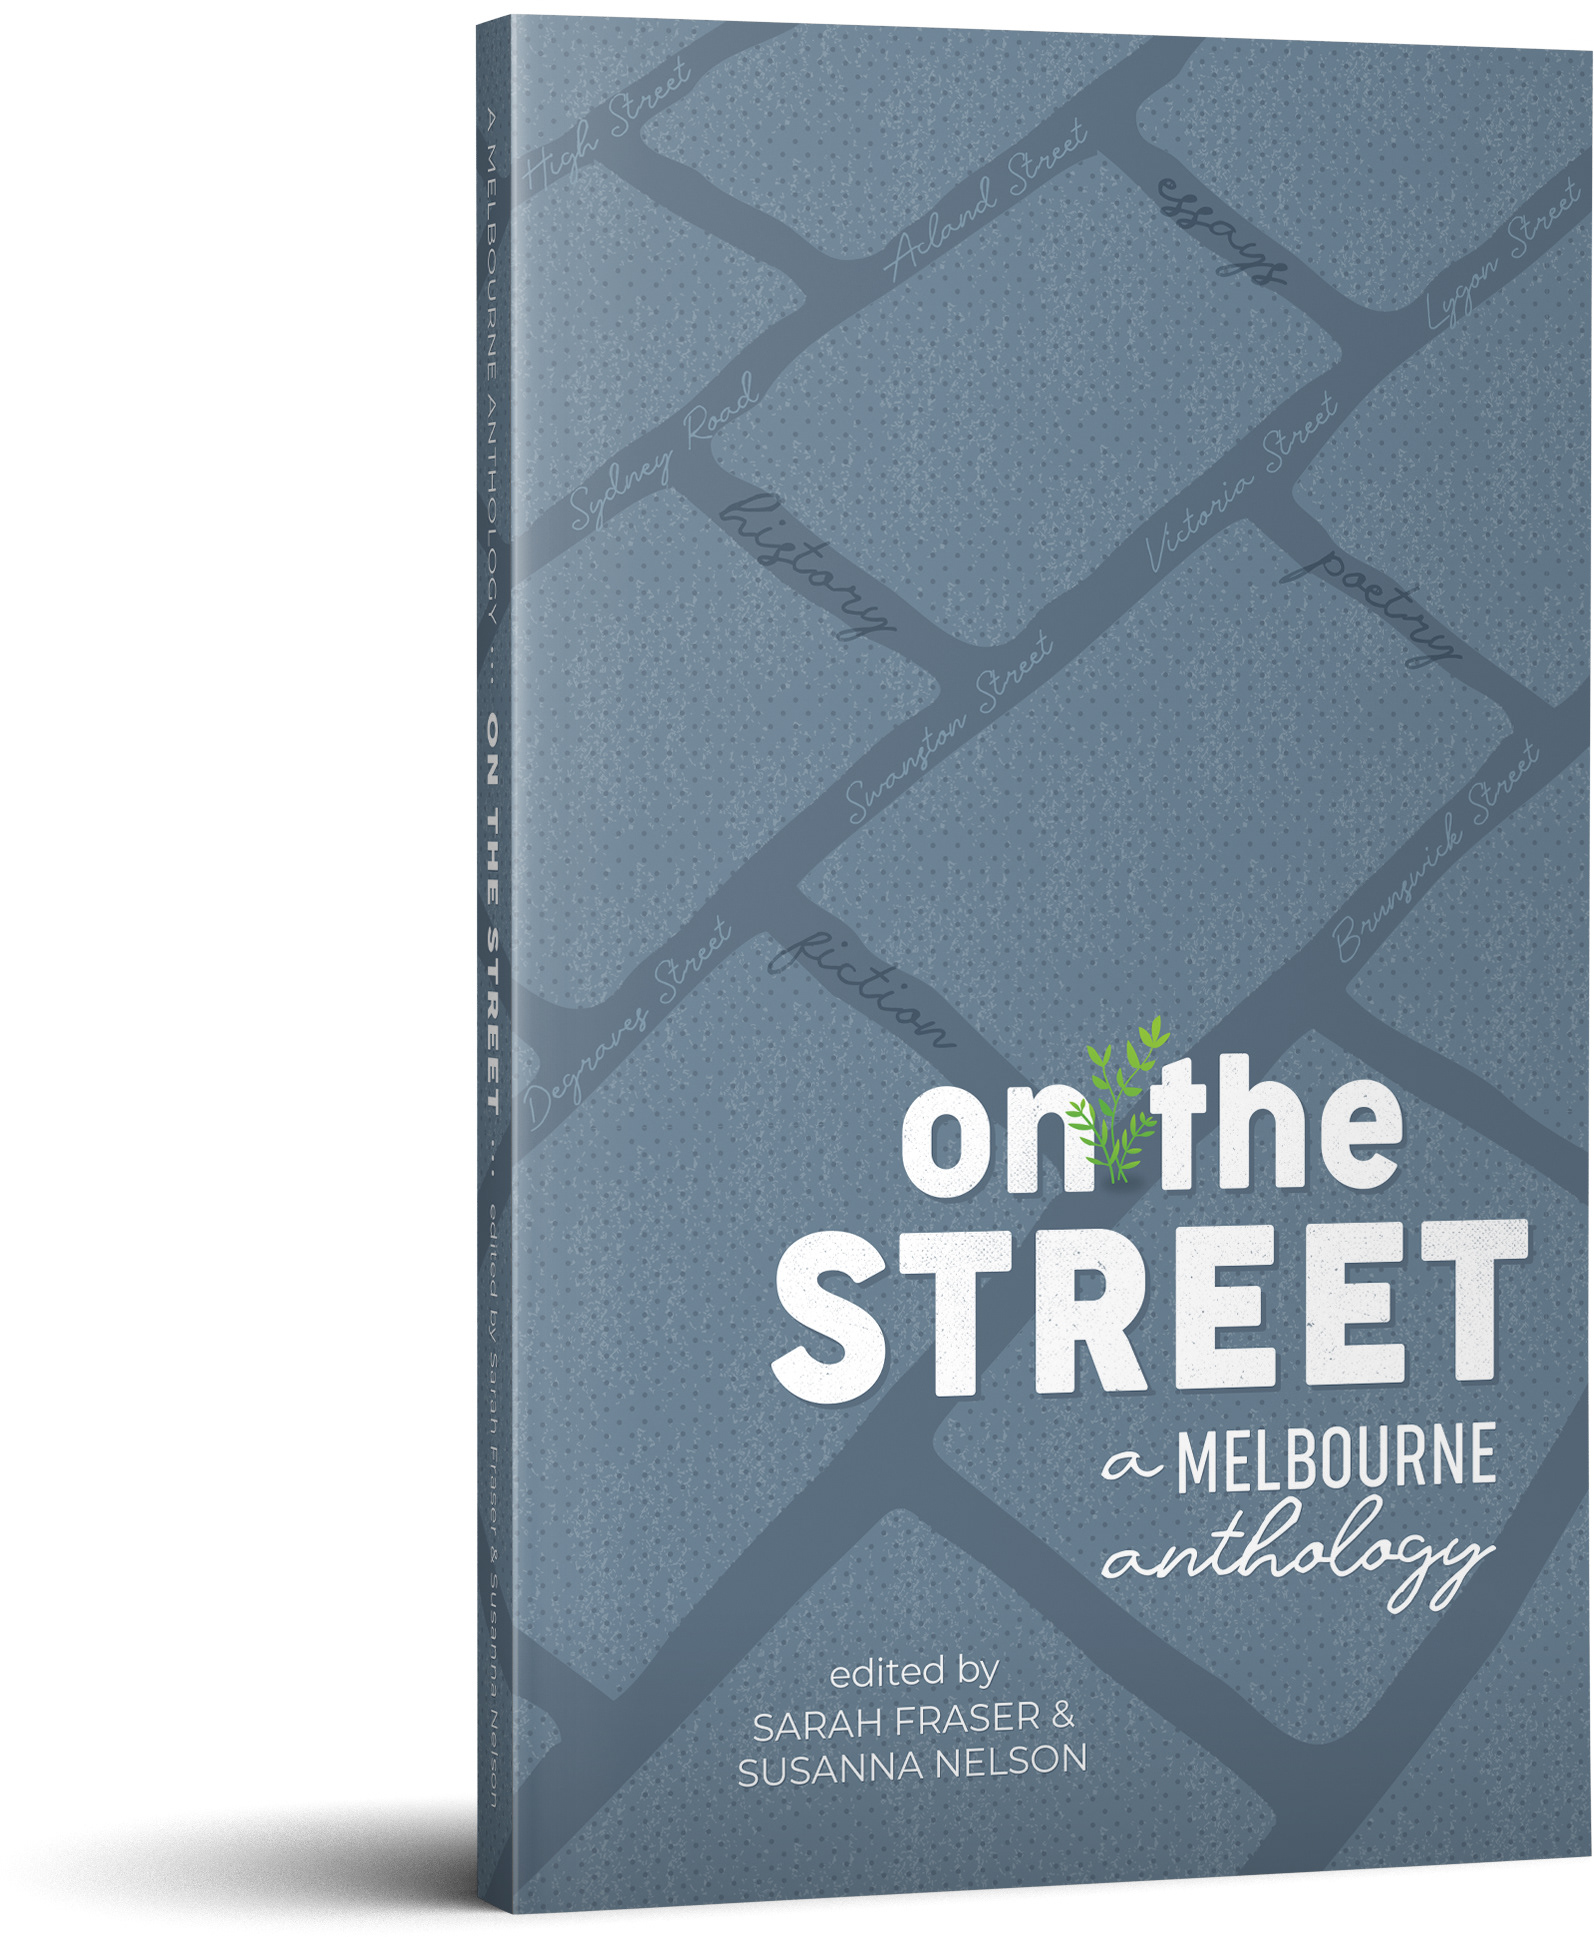 A MELBOURNE ANTHOLOGY ... ON THE STREET ... edited by Sarah Fraser & Susanna Nelson
High Street
Acland Street
essays
Lygon Street
Sydney Road
history
Victoria Street
poetry
Swanston Street
Brunswick Street
fiction
Degraves Street
on the
STREET
a MELBOURNE
anthology
edited by
SARAH FRASER &
SUSANNA NELSON